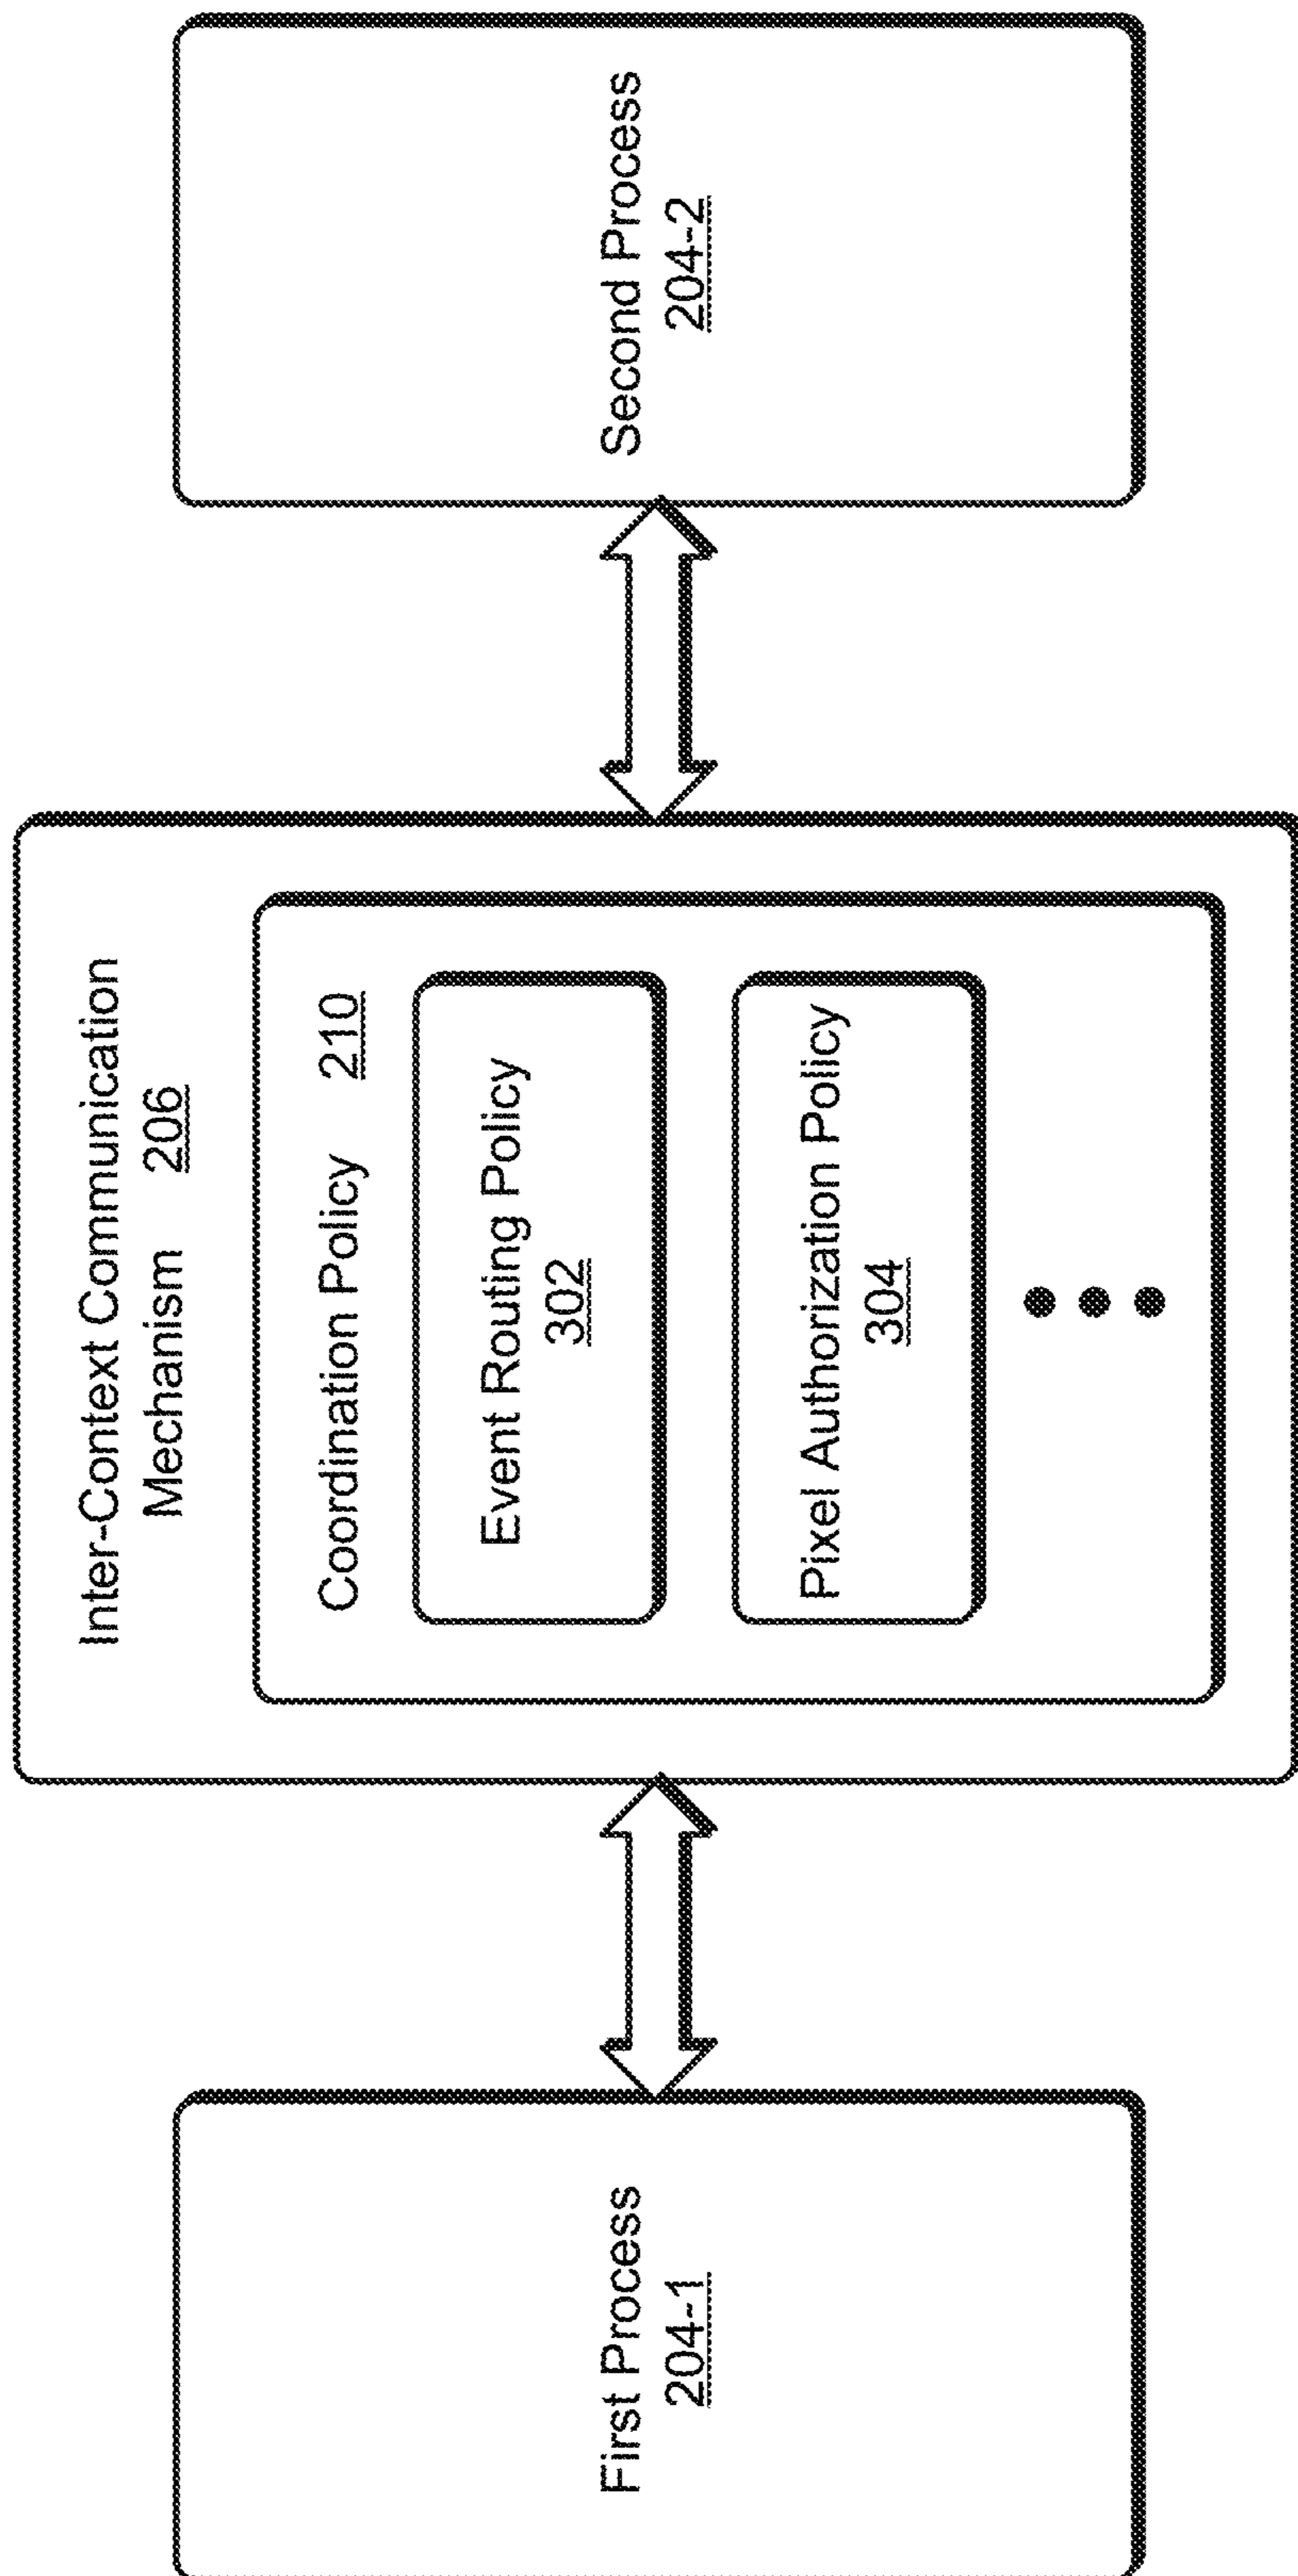 First Process
204-1
Inter-Context Communication
Mechanism 206
Coordination Policy 210
Event Routing Policy
302
Pixel Authorization Policy
304
Second Process
204-2